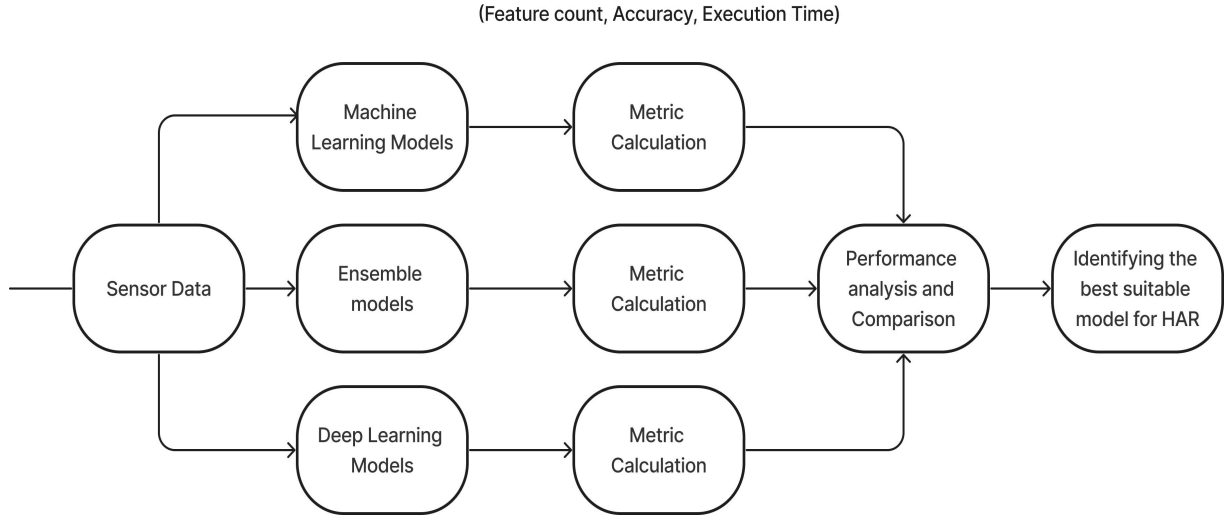 (Feature count, Accuracy, Execution Time)
Machine
Learning Models
Metric
Calculation
Sensor Data
Ensemble
models
Metric
Calculation
Performance
analysis and
Comparison
Identifying the
best suitable
model for HAR
Deep Learning
Models
Metric
Calculation